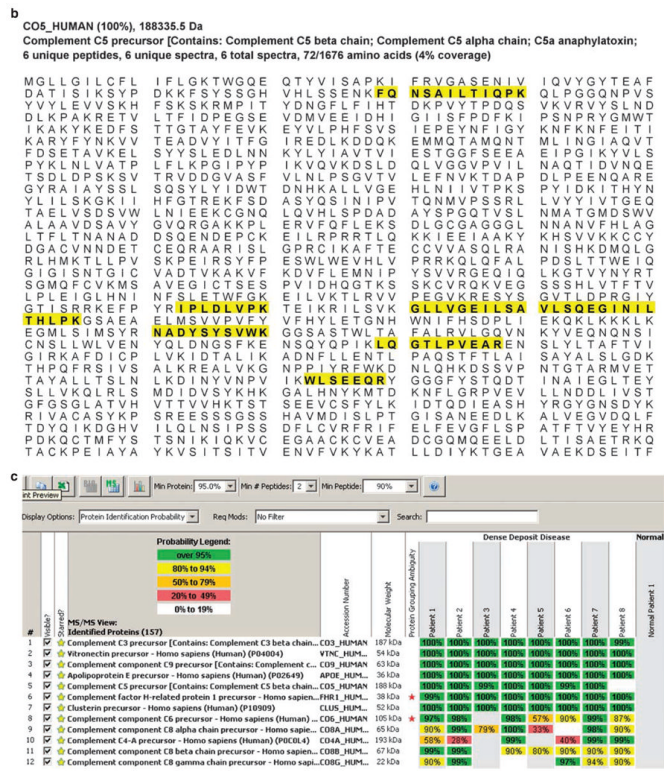 b
CO5_HUMAN (100%), 188335.5 Da
Complement C5 precursor [Contains: Complement C5 beta chain; Complement C5 alpha chain; C5a anaphylatoxin;
6 unique peptides, 6 unique spectra, 6 total spectra, 72/1676 amino acids (4% coverage)
MGLLGILCFL IFLGKTWGQE QTYVISAPKI FRVGASENIV IQVYGYTEAF
DATISIKSYP DKKFSYSSGH VHLSSENKFQ NSAILTIQPK QLPGGQNPVS
YVYLEVVSKH FSKSKRMPIT YDNGFLFIHT DKPVYTPDQS VKVRVYSLND
DLKPAKRETV LTFIDPEGSE VDMVEEIDHI GIISFPDFKI PSNPRYGMWT
IKAKYKEDFS TTGTAYFEVK EYVLPHFSVS IEPEYNFIGY KNFKNFEITI
KARYFYNKVV TEADVYITFG IREDLKDDQK EMMQTAMQNT MLINGIAQVT
FDSETAVKEL SYYSLEDLNN KYLYIAVTVI ESTGGFSEEA EIPGIKYVLS
PYKLNLVATP LFLKPGIPYP IKVQVKDSLD QLVGGVPVIL NAQTIDVNQE
TSDLDPSKSV TRVDDGVASF VLNLPSGVTV LEFNVKTDAP DLPEENQARE
GYRAIAYSSL SQSYLYIDWT DNHKALLVGE HLNIIVTPKS PYIDKITHYN
YLILSKGKII HFGTREKFSD ASYQSINIPV TQNMVPSSRL LVYYIVTGEQ
TAELVSDSVW LNIEEKCGNQ LQVHLSPDAD AYSPGQTVSL NMATGMDSWV
ALAAVDSAVY GVQRGAKKPL ERVFQFLEKS DLGCGAGGGL NNANVFHLAG
LTFLTNANAD DSQENDEPCK EILRPRRTLQ KKIEEIAAKY KHSVVKKCCY
DGACVNNDET CEQRAARISL GPRCIKAFTE CCVVASQLRA NISHKDMQLG
RLHMKTLLPV SKPEIRSYFP ESWLWEVHLV PRRKQLQFAL PDSLTTWEIQ
GIGISNTGIC VADTVKAKVF KDVFLEMNIP YSVVRGEQIQ LKGTVYNYRT
SGMQFCVKMS AVEGICTSES PVIDHQGTKS SKCVRQKVEG SSSHLVTFTV
LPLEIGLHNI NFSLETWFGK EILVKTLRVV PEGVKRESYS GVTLDPRGIY
GTISRRKEFP YRIPLDLVPK TEIKRILSVK GLLVGEILSA VLSQEGINIL
THLPKGSAEA ELMSVVPVFY VFHYLETGNH WNIFHSDPLI EKQKLKKKLK
EGMLSIMSYR NADYSYSVWK GGSASTWLTA FALRVLGQVN KYVEQNQNSI
CNSLLWLVEN YQLDNGSFKE NSQYQPIKLQ GTLPVEAREN SLYLTAFTVI
GIRKAFDICP LVKIDTALIK ADNFLLENTL PAQSTFTLAI SAYALSLGDK
TAYALLTSLN LKDINYVNPV IKWLSEEQRY GGGFYSTQDT INAIEGLTEY
SLLVKQLRLS MDIDVSYKHK GALHNYKMTD KNFLGRPVEV LLNDDLIVST
GFGSGLATVH VTTVVHKTST SEEVCSFYLK IDTQDIEASH YRGYGNSDYK
RIVACASYKP SREESSSGSS HAVMDISLPT GISANEEDLK ALVEGVDQLF
TDYQIKDGHV ILQLNSIPSS DFLCVRFRIF ELFEVGFLSP ATFTVYEYHR
PDKQCTMFYS TSNIKIQKVC EGAACKCVEA DCGQMQEELD LTISAETRKQ
TACKPEIAYA YKVSITSITV ENVFVKYKAT LLDIYKTGEA VAEKDSEITF
c
Min Protein: 95.0% Min # Peptides: 2 Min Peptide: 90%
int Preview
Display Options: Protein Identification Probability Req Mods: No Filter Search:
Probability Legend:
over 95%
80% to 94%
50% to 79%
20% to 49%
0% to 19%
Dense Deposit Disease Normal
# Visible? Starred? MS/MS View:
Identified Proteins (157) Accession Number Molecular Weight Protein Grouping Ambiguity Patient 1 Patient 2 Patient 3 Patient 4 Patient 5 Patient 6 Patient 7 Patient 8 Normal Patient 1
1 Complement C3 precursor [Contains: Complement C3 beta chain... CO3_HUMAN 187 kDa 100% 100% 100% 100% 100% 100% 100% 99%
2 Vitronectin precursor - Homo sapiens (Human) (P04004) VTNC_HUM... 54 kDa 100% 100% 100% 100% 100% 100% 100% 100%
3 Complement component C9 precursor [Contains: Complement c... CO9_HUMAN 63 kDa 100% 100% 100% 100% 100% 100% 100% 100%
4 Apolipoprotein E precursor - Homo sapiens (Human) (P02649) APOE_HUM... 36 kDa 100% 100% 100% 100% 100% 100% 100% 100%
5 Complement C5 precursor [Contains: Complement C5 beta chain... CO5_HUMAN 188 kDa 100% 100% 99% 100% 100% 99% 100%
6 Complement factor H-related protein 1 precursor - Homo sapien... FHR1_HUM... 38 kDa 99% 100% 100% 100% 100% 100% 100% 100%
7 Clusterin precursor - Homo sapiens (Human) (P10909) CLUS_HUM... 52 kDa 100% 100% 100% 100% 100% 100% 100% 100%
8 Complement component C6 precursor - Homo sapiens (Human) ... CO6_HUMAN 105 kDa 97% 98% 98% 57% 90% 90% 87%
9 Complement component C8 alpha chain precursor - Homo sapie... CO8A_HUM... 65 kDa 90% 99% 79% 100% 33% 98% 90%
10 Complement C4-A precursor - Homo sapiens (Human) (P0C0L4) CO4A_HUM... 193 kDa 58% 28% 99% 40% 99% 99%
11 Complement component C8 beta chain precursor - Homo sapien... CO8B_HUM... 67 kDa 90% 90% 80% 90% 90% 98% 90%
12 Complement component C8 gamma chain precursor - Homo sap... CO8G_HUM... 22 kDa 90% 97% 94% 90%